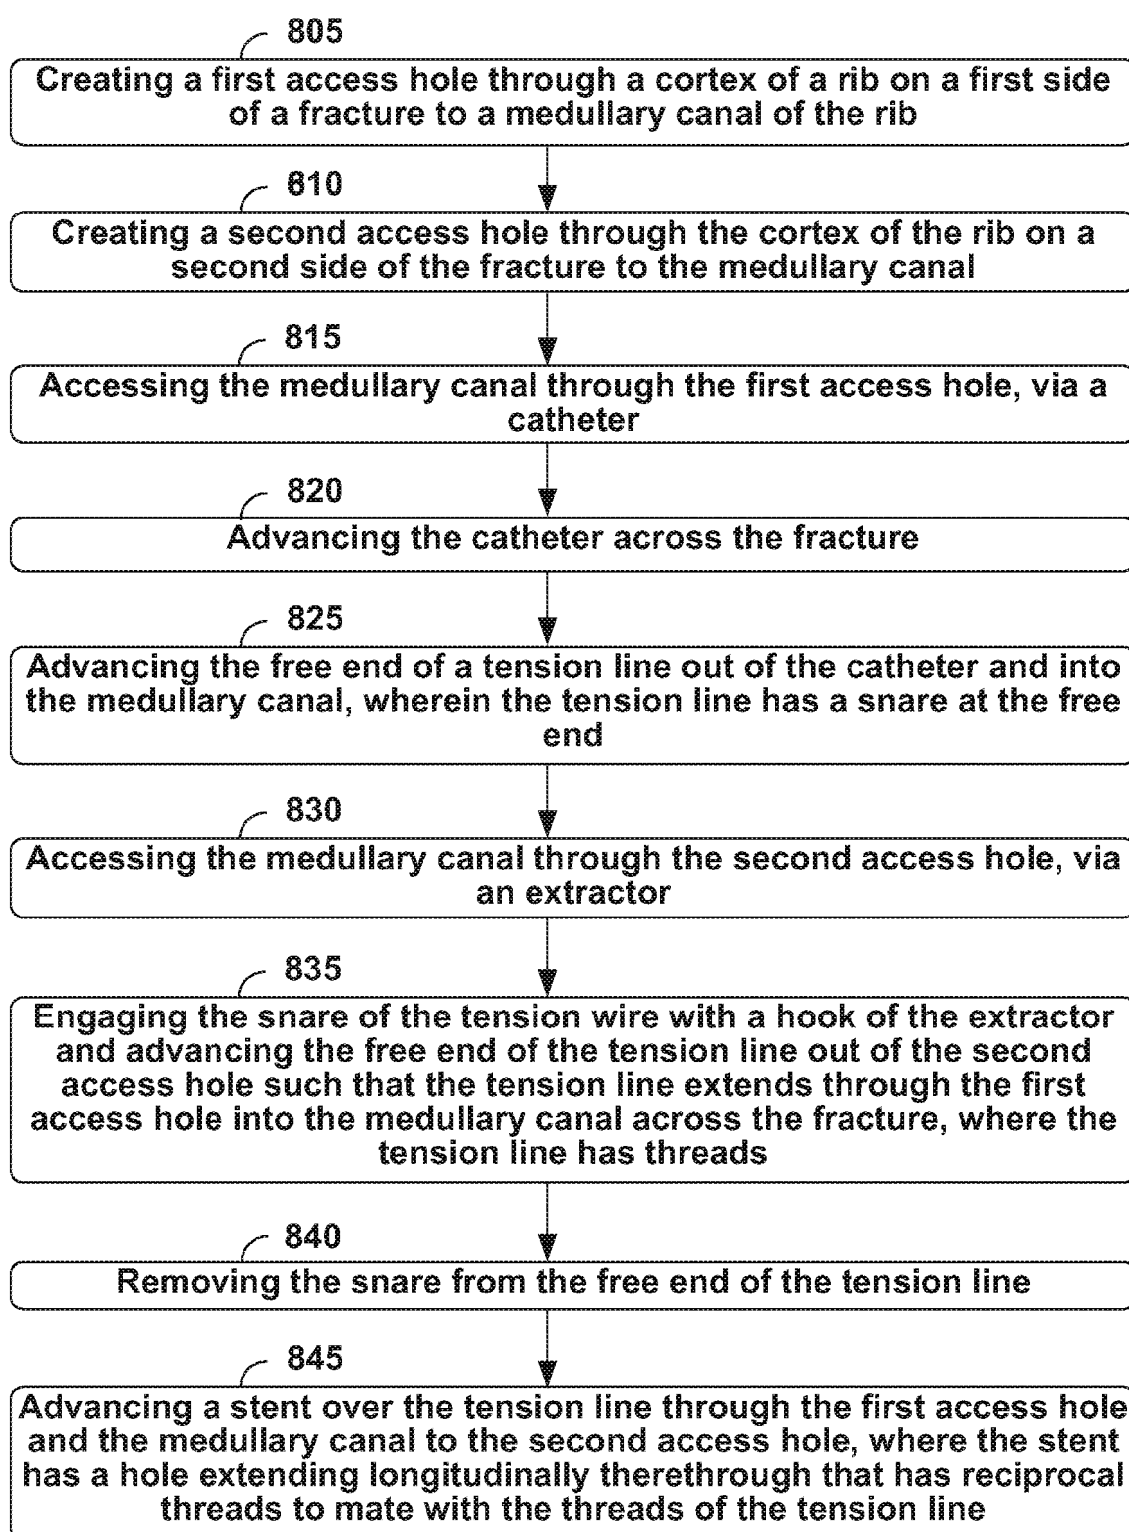 805
Creating a first access hole through a cortex of a rib on a first side
of a fracture to a medullary canal of the rib
810
Creating a second access hole through the cortex of the rib on a
second side of the fracture to the medullary canal
815
Accessing the medullary canal through the first access hole, via a
catheter
820
Advancing the catheter across the fracture
825
Advancing the free end of a tension line out of the catheter and into
the medullary canal, wherein the tension line has a snare at the free
end
830
Accessing the medullary canal through the second access hole, via
an extractor
835
Engaging the snare of the tension wire with a hook of the extractor
and advancing the free end of the tension line out of the second
access hole such that the tension line extends through the first
access hole into the medullary canal across the fracture, where the
tension line has threads
840
Removing the snare from the free end of the tension line
845
Advancing a stent over the tension line through the first access hole
and the medullary canal to the second access hole, where the stent
has a hole extending longitudinally therethrough that has reciprocal
threads to mate with the threads of the tension line